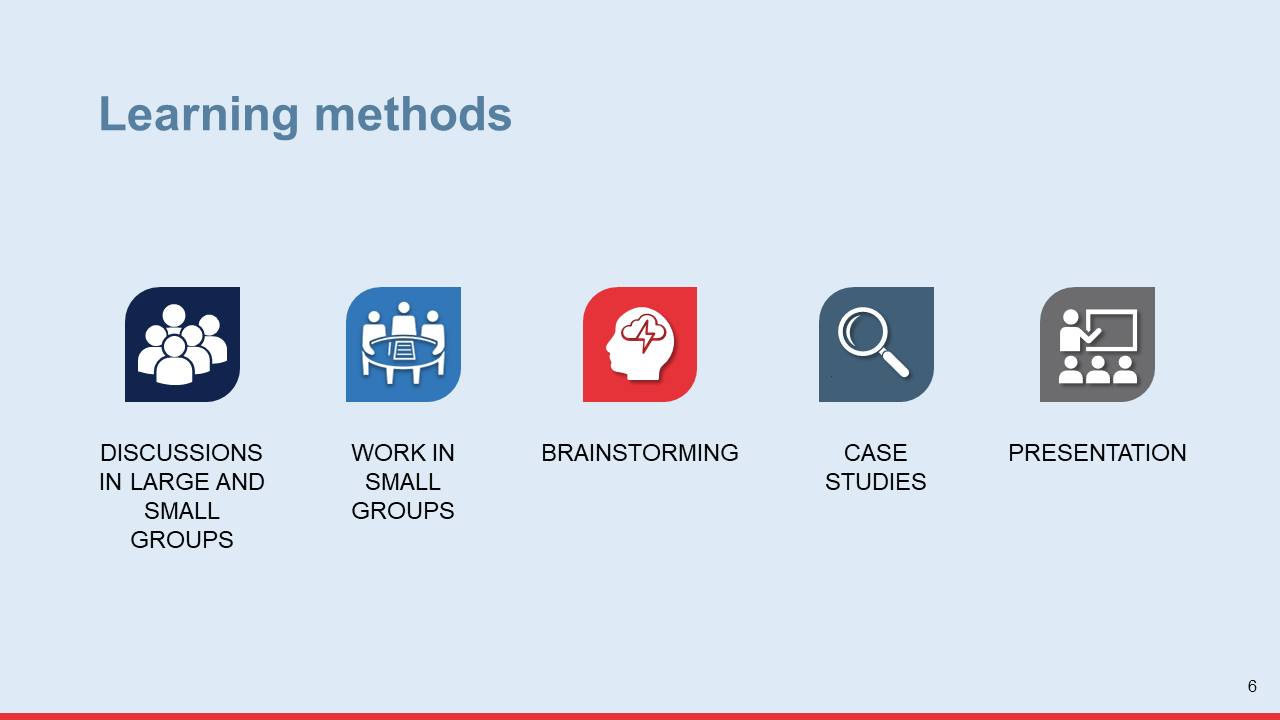 Learning methods
DISCUSSIONS
IN LARGE AND
SMALL
GROUPS
WORK IN
SMALL
GROUPS
BRAINSTORMING
CASE
STUDIES
PRESENTATION
6